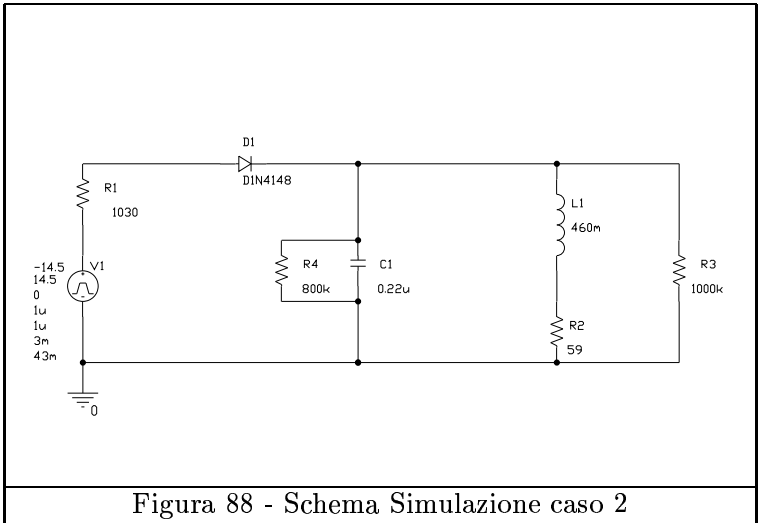 D1
D1N4148
R1
1030
L1
460m
R4
800k
C1
0.22u
R3
1000k
V1
-14.5
14.5
0
1u
1u
3m
43m
R2
59
0
Figura 88 - Schema Simulazione caso 2